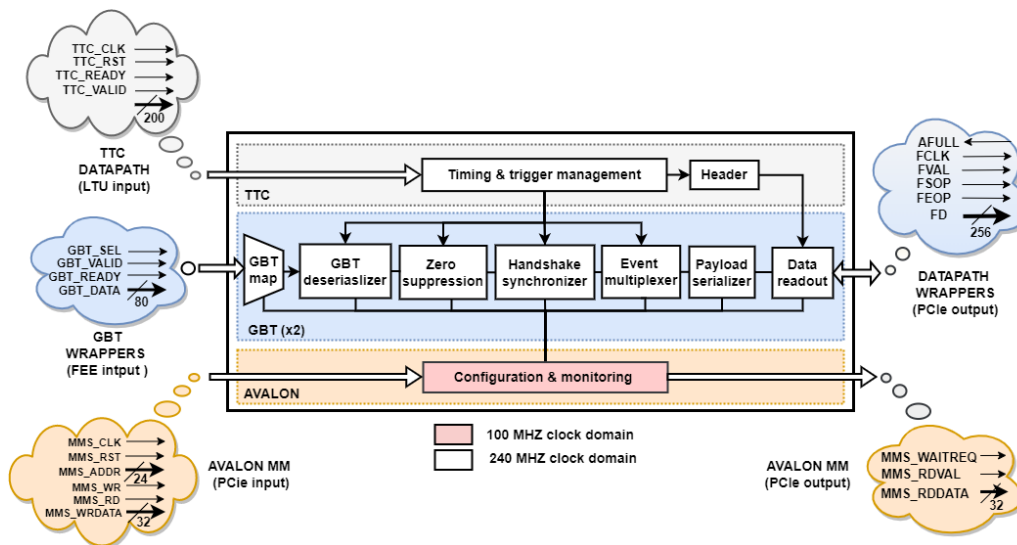 TTC_CLK
TTC_RST
TTC_READY
TTC_VALID
200
TTC
DATAPATH
(LTU input)
GBT_SEL
GBT_VALID
GBT_READY
GBT_DATA
80
GBT
WRAPPERS
(FEE intput )
MMS_CLK
MMS_RST
MMS_ADDR
24
MMS_WR
MMS_RD
MMS_WRDATA
32
AVALON MM
(PCie input)
Timing & trigger management
Header
TTC
GBT
map
GBT
deseriaslizer
Zero
suppression
Handshake
synchronizer
Event
multiplexer
Payload
serializer
Data
readout
GBT (x2)
Configuration & monitoring
AVALON
100 MHZ clock domain
240 MHZ clock domain
AFULL
FCLK
FVAL
FSOP
FEOP
FD
256
DATAPATH
WRAPPERS
(PCIe output)
AVALON MM
(PCie output)
MMS_WAITREQ
MMS_RDVAL
MMS_RDDATA
32